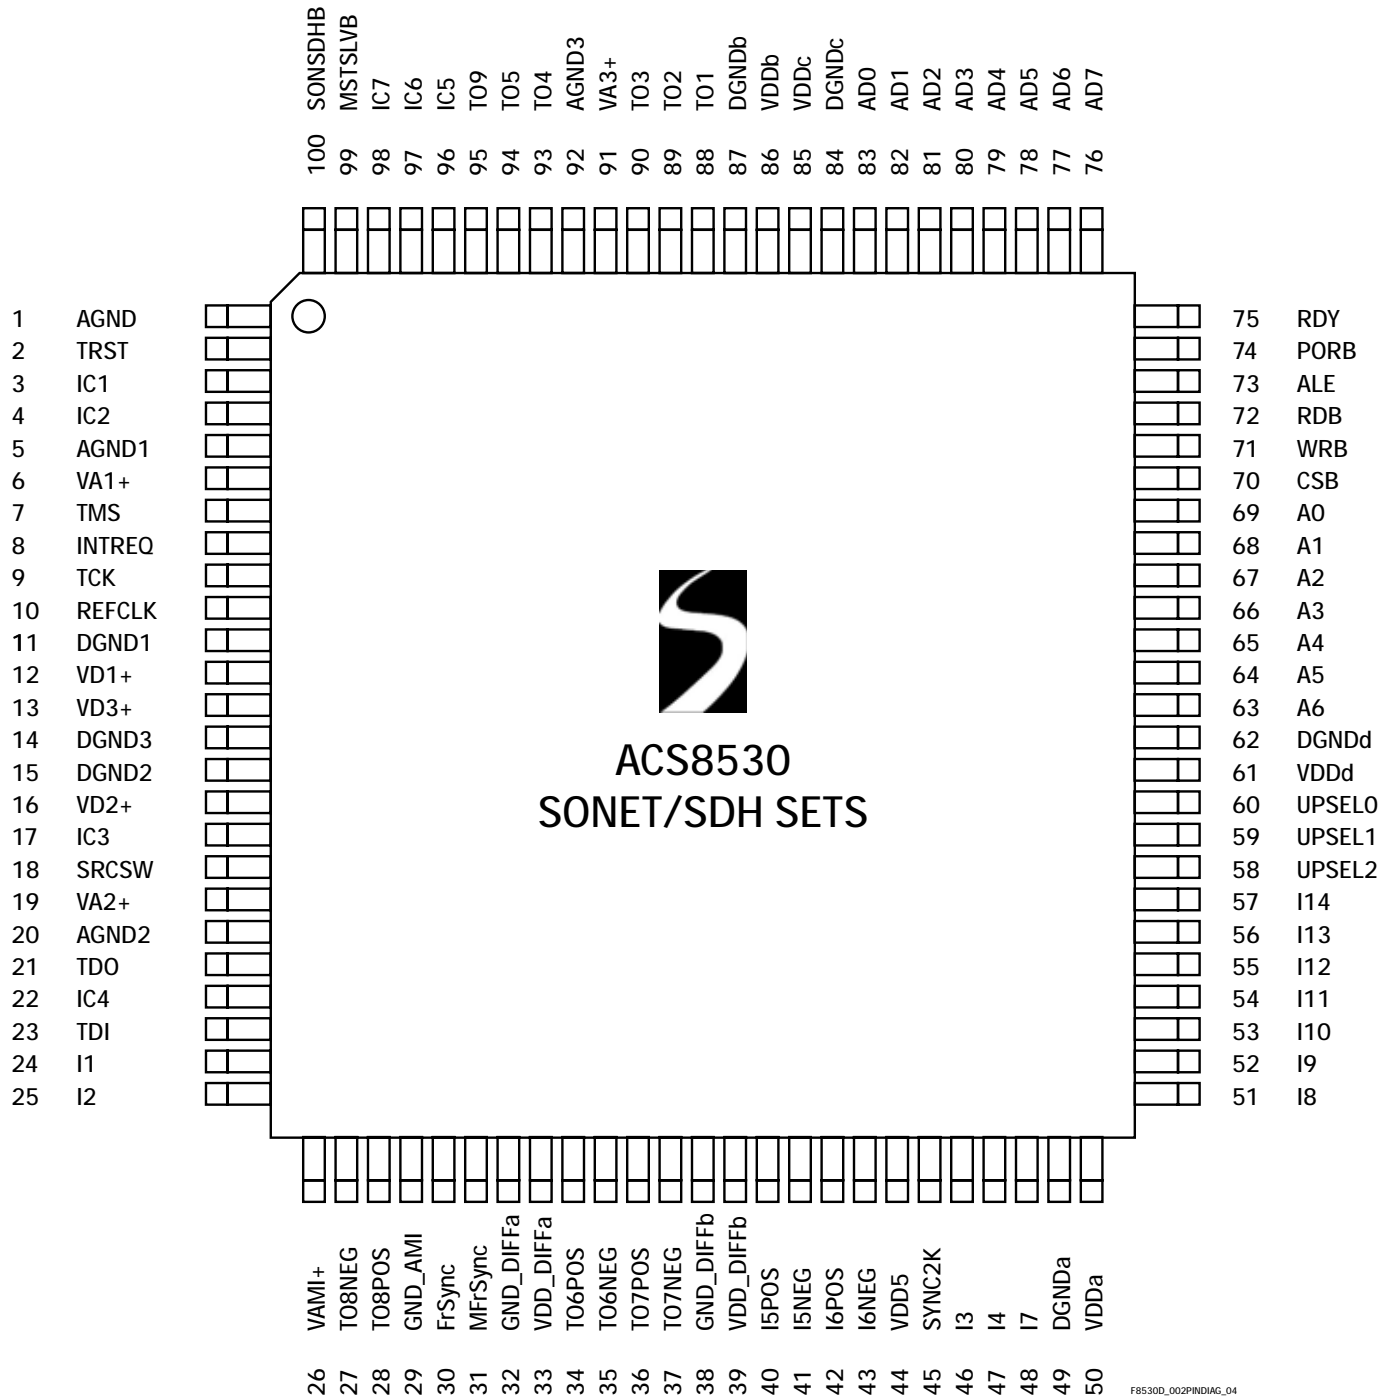 100 SONSDHB
99 MSTSLVB
98 IC7
97 IC6
96 IC5
95 TO9
94 TO5
93 TO4
92 AGND3
91 VA3+
90 TO3
89 TO2
88 TO1
87 DGNDb
86 VDDb
85 VDDc
84 DGNDc
83 AD0
82 AD1
81 AD2
80 AD3
79 AD4
78 AD5
77 AD6
76 AD7
1 AGND
2 TRST
3 IC1
4 IC2
5 AGND1
6 VA1+
7 TMS
8 INTREQ
9 TCK
10 REFCLK
11 DGND1
12 VD1+
13 VD3+
14 DGND3
15 DGND2
16 VD2+
17 IC3
18 SRCSW
19 VA2+
20 AGND2
21 TDO
22 IC4
23 TDI
24 I1
25 I2
ACS8530
SONET/SDH SETS
75 RDY
74 PORB
73 ALE
72 RDB
71 WRB
70 CSB
69 A0
68 A1
67 A2
66 A3
65 A4
64 A5
63 A6
62 DGNDd
61 VDDd
60 UPSEL0
59 UPSEL1
58 UPSEL2
57 I14
56 I13
55 I12
54 I11
53 I10
52 I9
51 I8
26 VAMI+
27 TO8NEG
28 TO8POS
29 GND_AMI
30 FrSync
31 MFrSync
32 GND_DIFFa
33 VDD_DIFFa
34 TO6POS
35 TO6NEG
36 TO7POS
37 TO7NEG
38 GND_DIFFb
39 VDD_DIFFb
40 I5POS
41 I5NEG
42 I6POS
43 I6NEG
44 VDD5
45 SYNC2K
46 I3
47 I4
48 I7
49 DGNDa
50 VDDa
F8530D_002PINDIAG_04